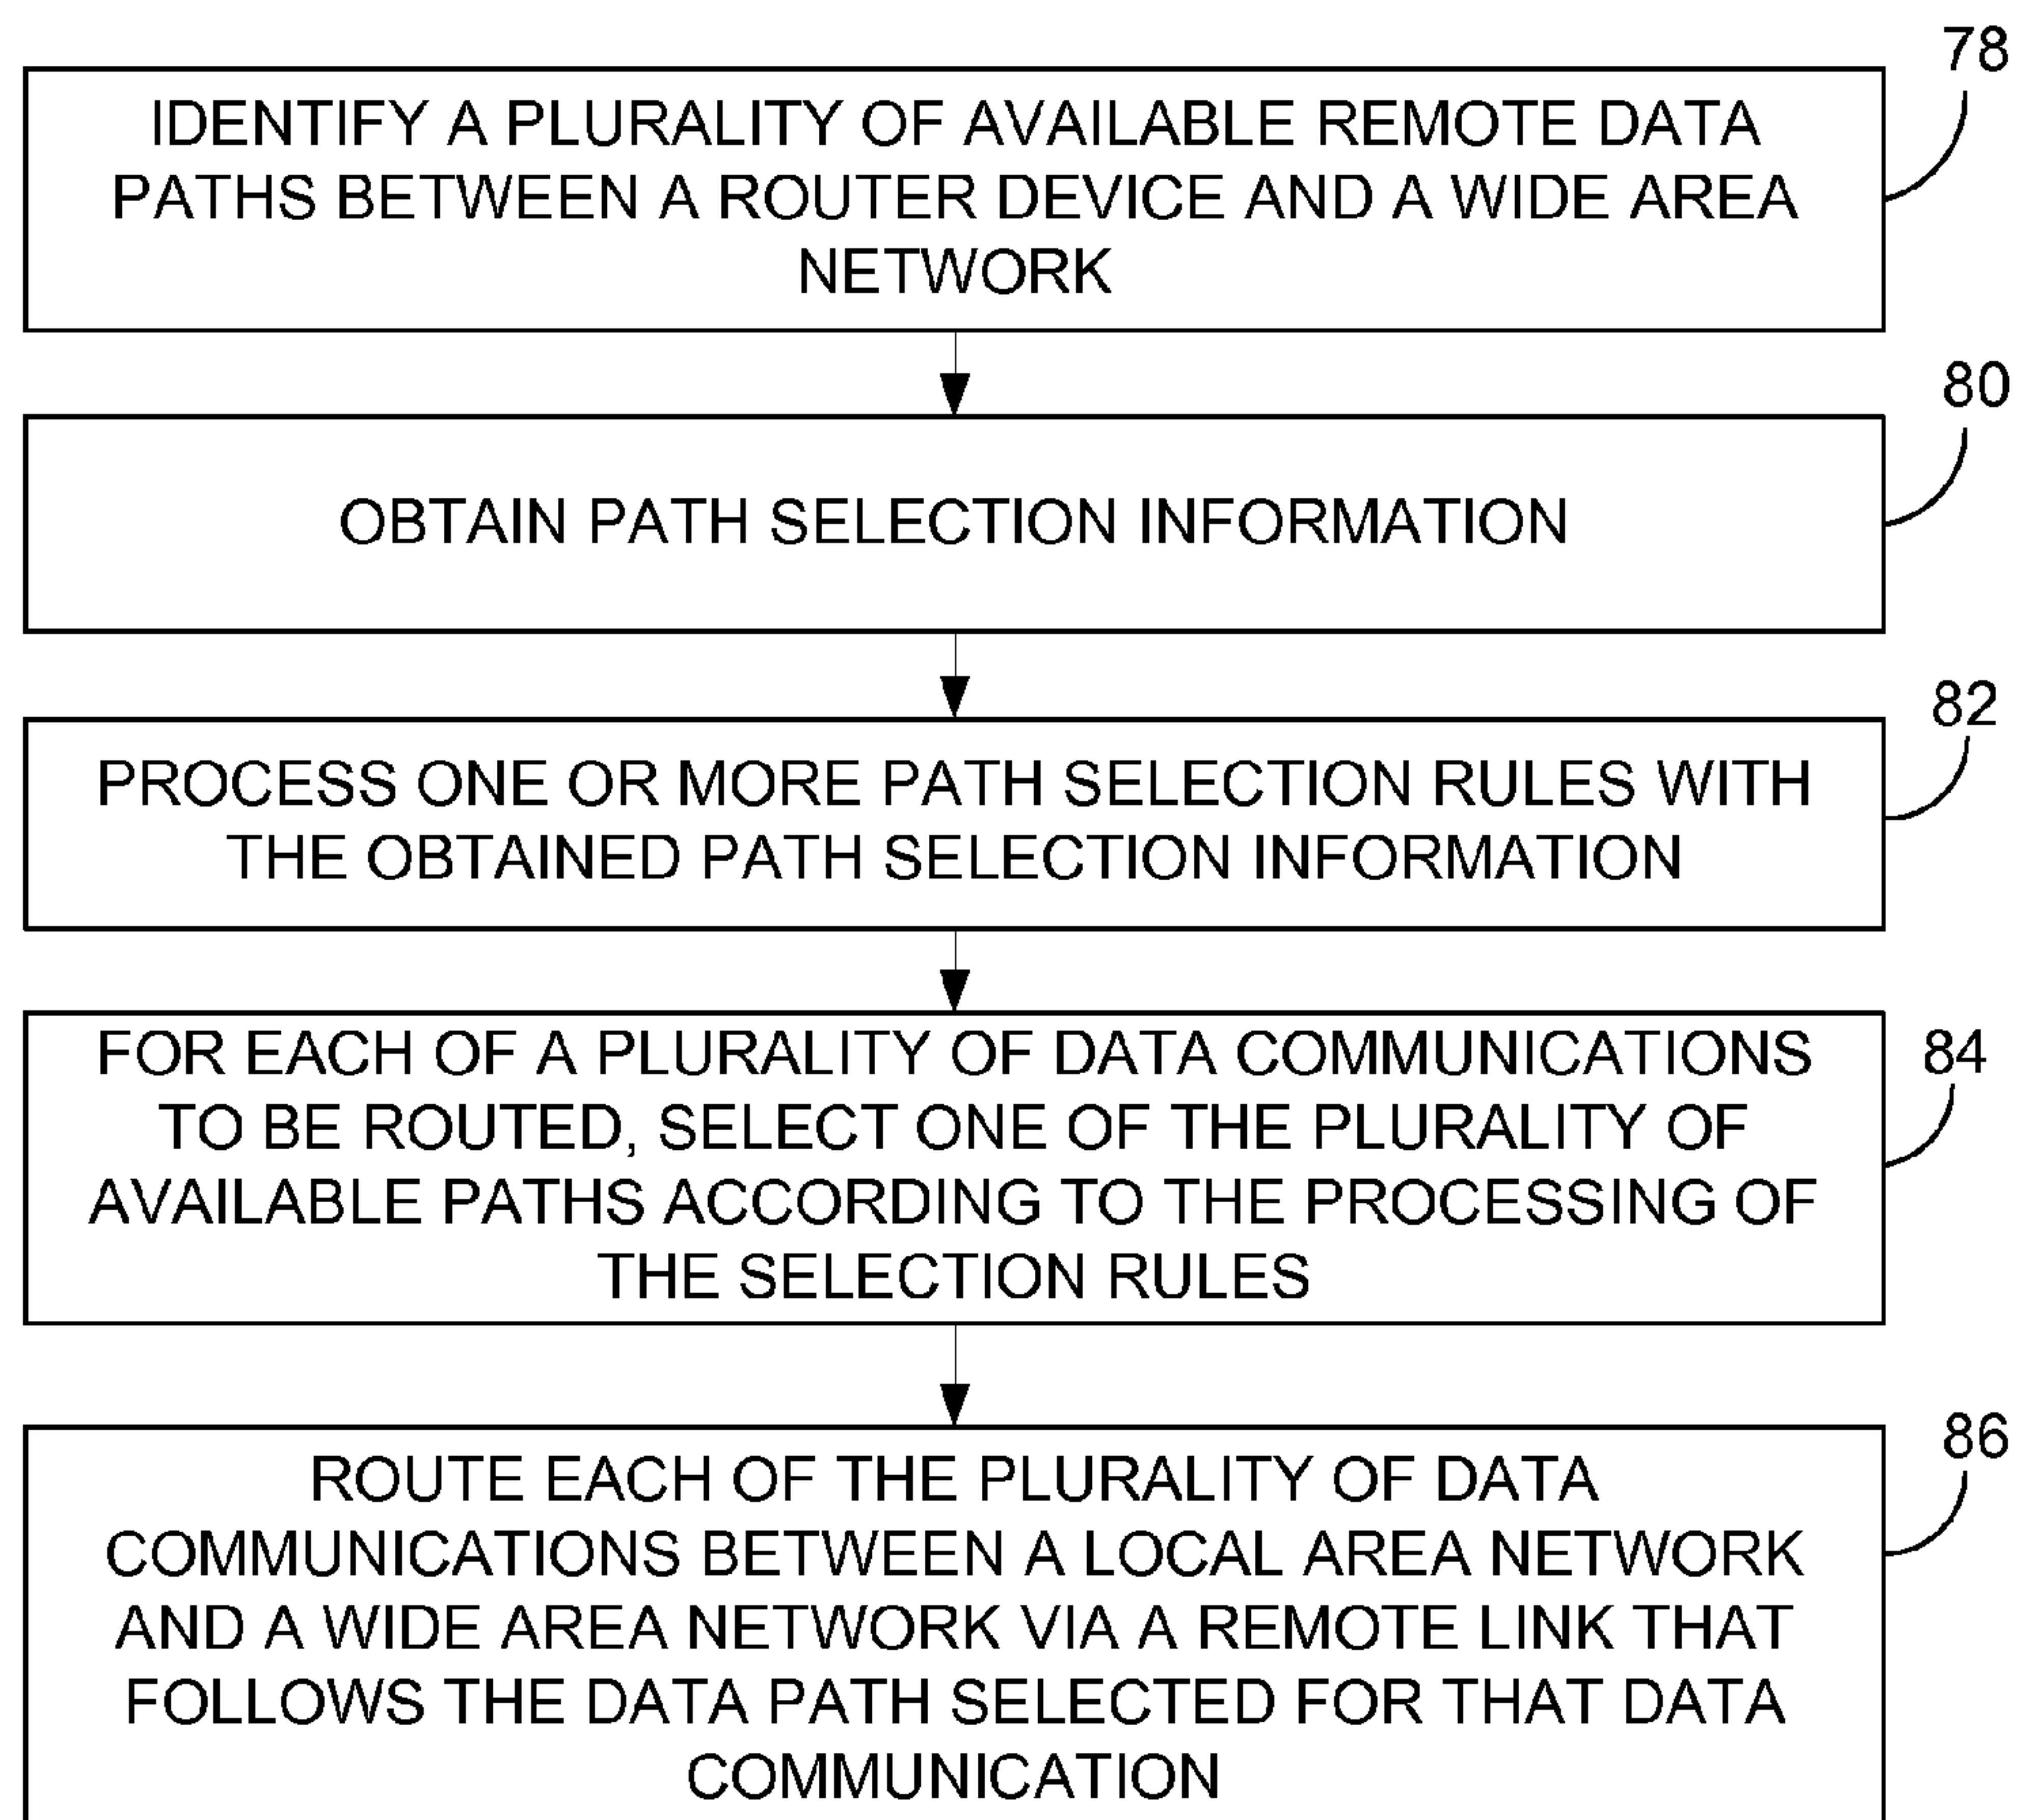 78
IDENTIFY A PLURALITY OF AVAILABLE REMOTE DATA
PATHS BETWEEN A ROUTER DEVICE AND A WIDE AREA
NETWORK
80
OBTAIN PATH SELECTION INFORMATION
82
PROCESS ONE OR MORE PATH SELECTION RULES WITH
THE OBTAINED PATH SELECTION INFORMATION
84
FOR EACH OF A PLURALITY OF DATA COMMUNICATIONS
TO BE ROUTED, SELECT ONE OF THE PLURALITY OF
AVAILABLE PATHS ACCORDING TO THE PROCESSING OF
THE SELECTION RULES
86
ROUTE EACH OF THE PLURALITY OF DATA
COMMUNICATIONS BETWEEN A LOCAL AREA NETWORK
AND A WIDE AREA NETWORK VIA A REMOTE LINK THAT
FOLLOWS THE DATA PATH SELECTED FOR THAT DATA
COMMUNICATION